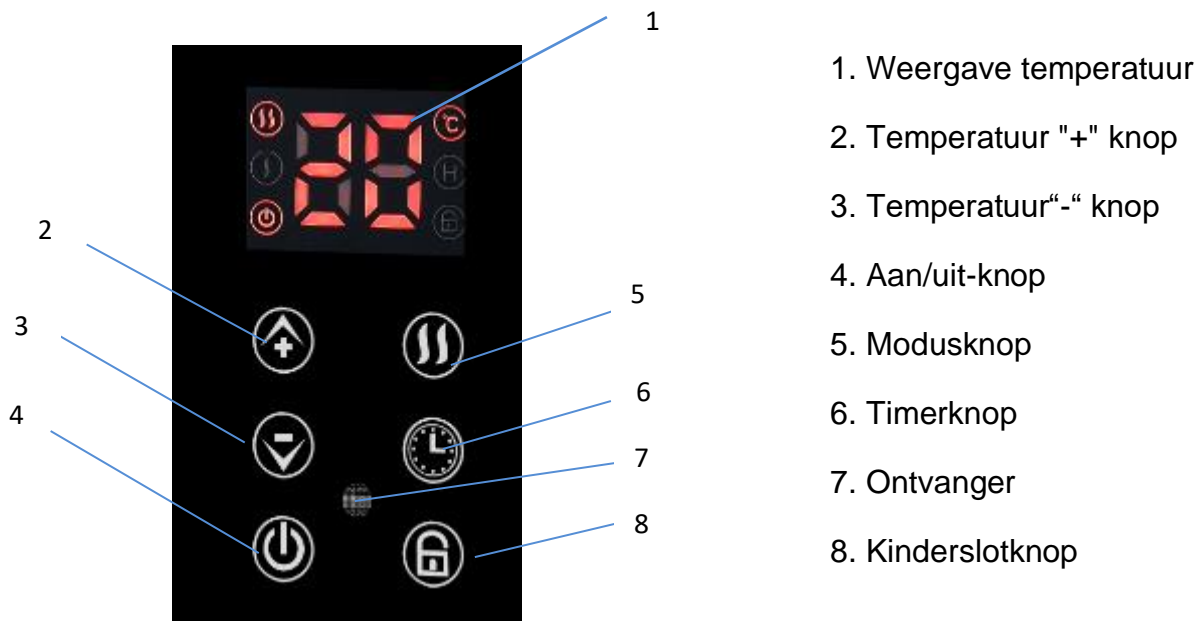 1
20
°C
H
2
3
4
5
6
7
8
1. Weergave temperatuur
2. Temperatuur "+" knop
3. Temperatuur“-“ knop
4. Aan/uit-knop
5. Modusknop
6. Timerknop
7. Ontvanger
8. Kinderslotknop